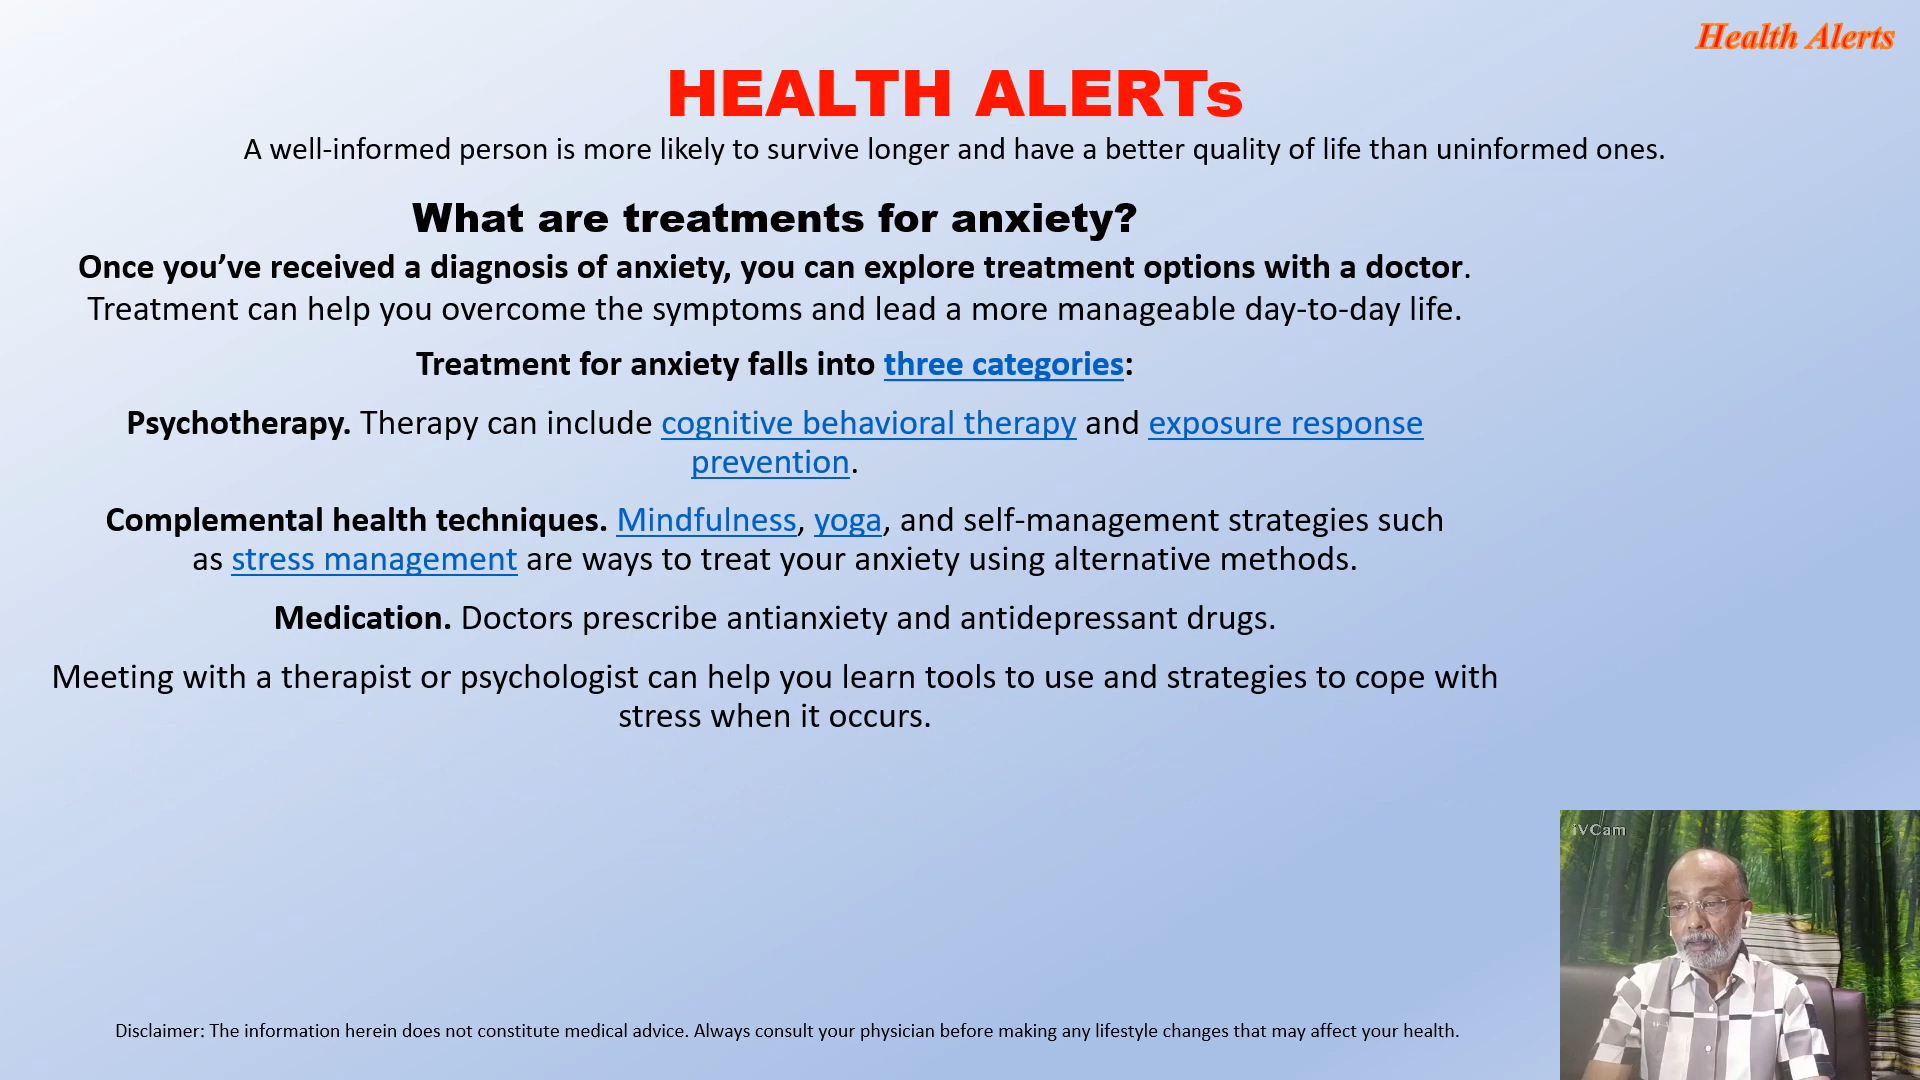 Health Alerts
HEALTH ALERTs
A well-informed person is more likely to survive longer and have a better quality of life than uninformed ones.
What are treatments for anxiety?
Once you’ve received a diagnosis of anxiety, you can explore treatment options with a doctor.
Treatment can help you overcome the symptoms and lead a more manageable day-to-day life.
Treatment for anxiety falls into three categories:
Psychotherapy. Therapy can include cognitive behavioral therapy and exposure response
prevention.
Complemental health techniques. Mindfulness, yoga, and self-management strategies such
as stress management are ways to treat your anxiety using alternative methods.
Medication. Doctors prescribe antianxiety and antidepressant drugs.
Meeting with a therapist or psychologist can help you learn tools to use and strategies to cope with
stress when it occurs.
iVCam
Disclaimer: The information herein does not constitute medical advice. Always consult your physician before making any lifestyle changes that may affect your health.